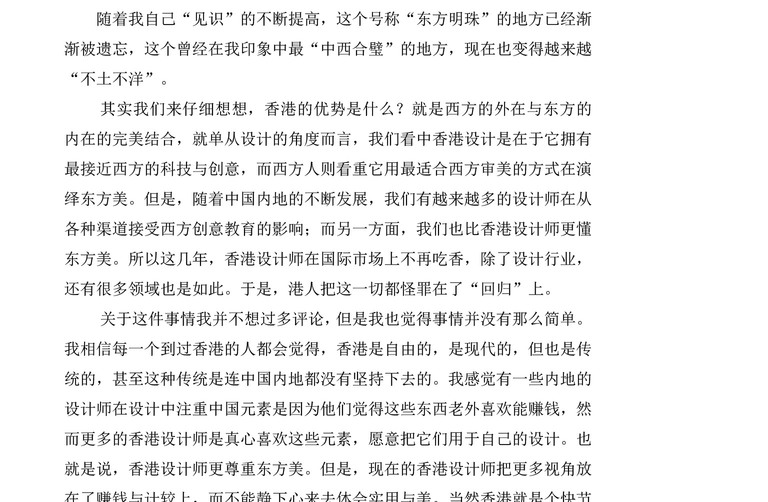 随着我自己“见识”的不断提高，这个号称“东方明珠”的地方已经渐
渐被遗忘，这个曾经在我印象中最“中西合璧”的地方，现在也变得越来越
“不土不洋”。
其实我们来仔细想想，香港的优势是什么？就是西方的外在与东方的
内在的完美结合，就单从设计的角度而言，我们看中香港设计是在于它拥有
最接近西方的科技与创意，而西方人则看重它用最适合西方审美的方式在演
绎东方美。但是，随着中国内地的不断发展，我们有越来越多的设计师在从
各种渠道接受西方创意教育的影响；而另一方面，我们也比香港设计师更懂
东方美。所以这几年，香港设计师在国际市场上不再吃香，除了设计行业，
还有很多领域也是如此。于是，港人把这一切都怪罪在了“回归”上。
关于这件事情我并不想过多评论，但是我也觉得事情并没有那么简单。
我相信每一个到过香港的人都会觉得，香港是自由的，是现代的，但也是传
统的，甚至这种传统是连中国内地都没有坚持下去的。我感觉有一些内地的
设计师在设计中注重中国元素是因为他们觉得这些东西老外喜欢能赚钱，然
而更多的香港设计师是真心喜欢这些元素，愿意把它们用于自己的设计。也
就是说，香港设计师更尊重东方美。但是，现在的香港设计师把更多视角放
在了赚钱与计较上，而不能静下心来去体会实用与美。当然香港就是个快节